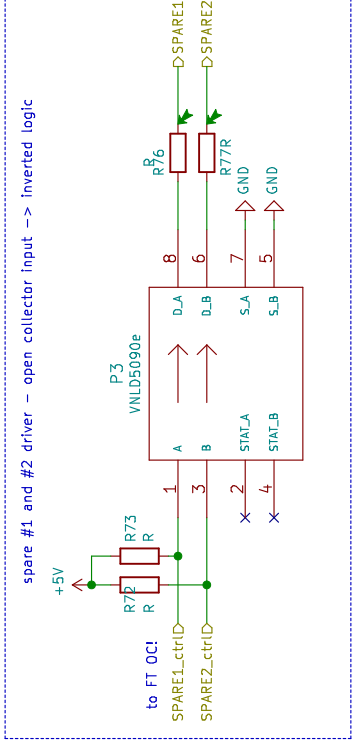 spare #1 and #2 driver – open collector input –> inverted logic
to FT OC!
+5V
R72
R
R73
R
SPARE1_ctrl
SPARE2_ctrl
P3
VNLD5090e
1
3
2
4
A
B
STAT_A
STAT_B
D_A
D_B
S_A
S_B
8
6
7
5
R76
R
R77
R
GND
GND
SPARE1
SPARE2